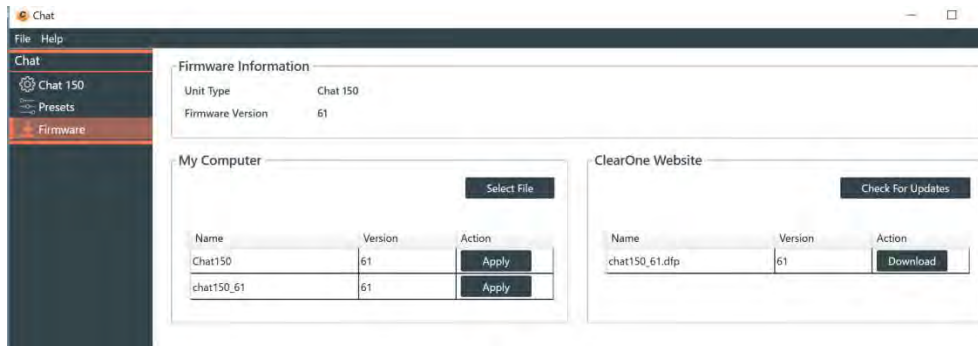 Chat
File Help
Chat
Chat 150
Presets
Firmware
Firmware Information
Unit Type Chat 150
Firmware Version 61
My Computer
Select File
Name Version Action
Chat150 61 Apply
chat150_61 61 Apply
ClearOne Website
Check For Updates
Name Version Action
chat150_61.dfp 61 Download